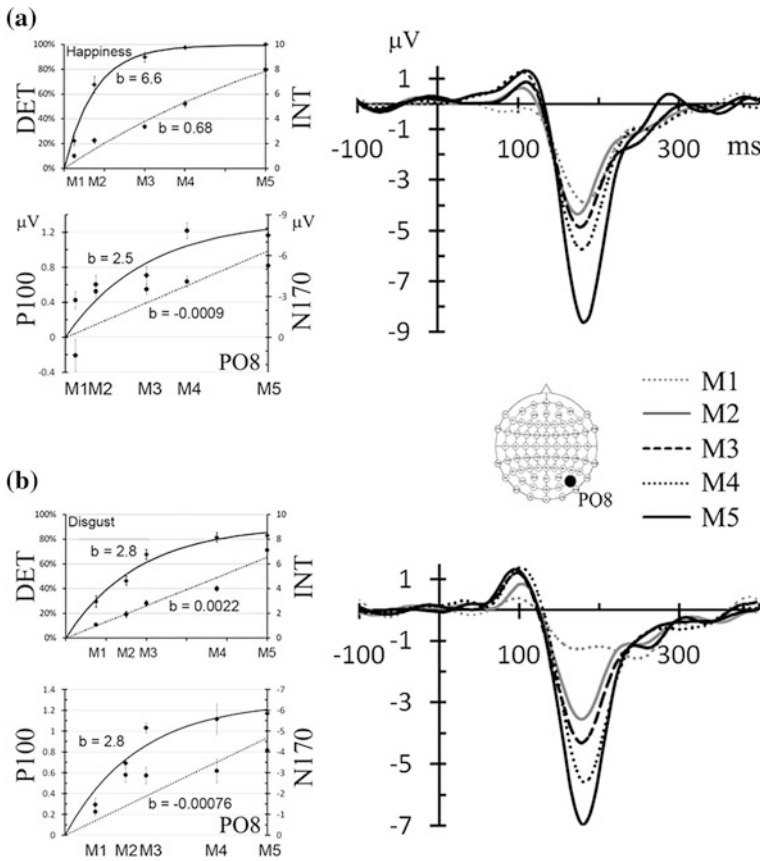 (a)
100%
80%
60%
40%
20%
0%
DET
Happiness
b = 6.6
b = 0.68
10
8
6
4
2
0
INT
M1 M2 M3 M4 M5
μV
1.2
0.8
0.4
0
-0.4
P100
b = 2.5
b = -0.0009
PO8
μV
-9
-6
-3
0
N170
M1 M2 M3 M4 M5
μV
1
-1
-3
-5
-7
-9
-100 100 300 ms
PO8
M1
M2
M3
M4
M5
(b)
100%
80%
60%
40%
20%
0%
DET
Disgust
b = 2.8
b = 0.0022
10
8
6
4
2
0
INT
M1 M2 M3 M4 M5
1.4
1.2
1
0.8
0.6
0.4
0.2
0
P100
b = 2.8
b = -0.00076
PO8
-7
-6
-5
-4
-3
-2
-1
0
N170
M1 M2 M3 M4 M5
1
-1
-3
-5
-7
-100 100 300